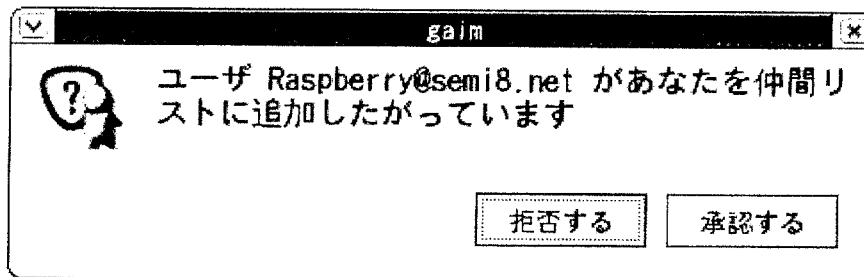 gaim
ユーザ Raspberry@semi8.net があなたを仲間リ
ストに追加したがっています
拒否する 承認する